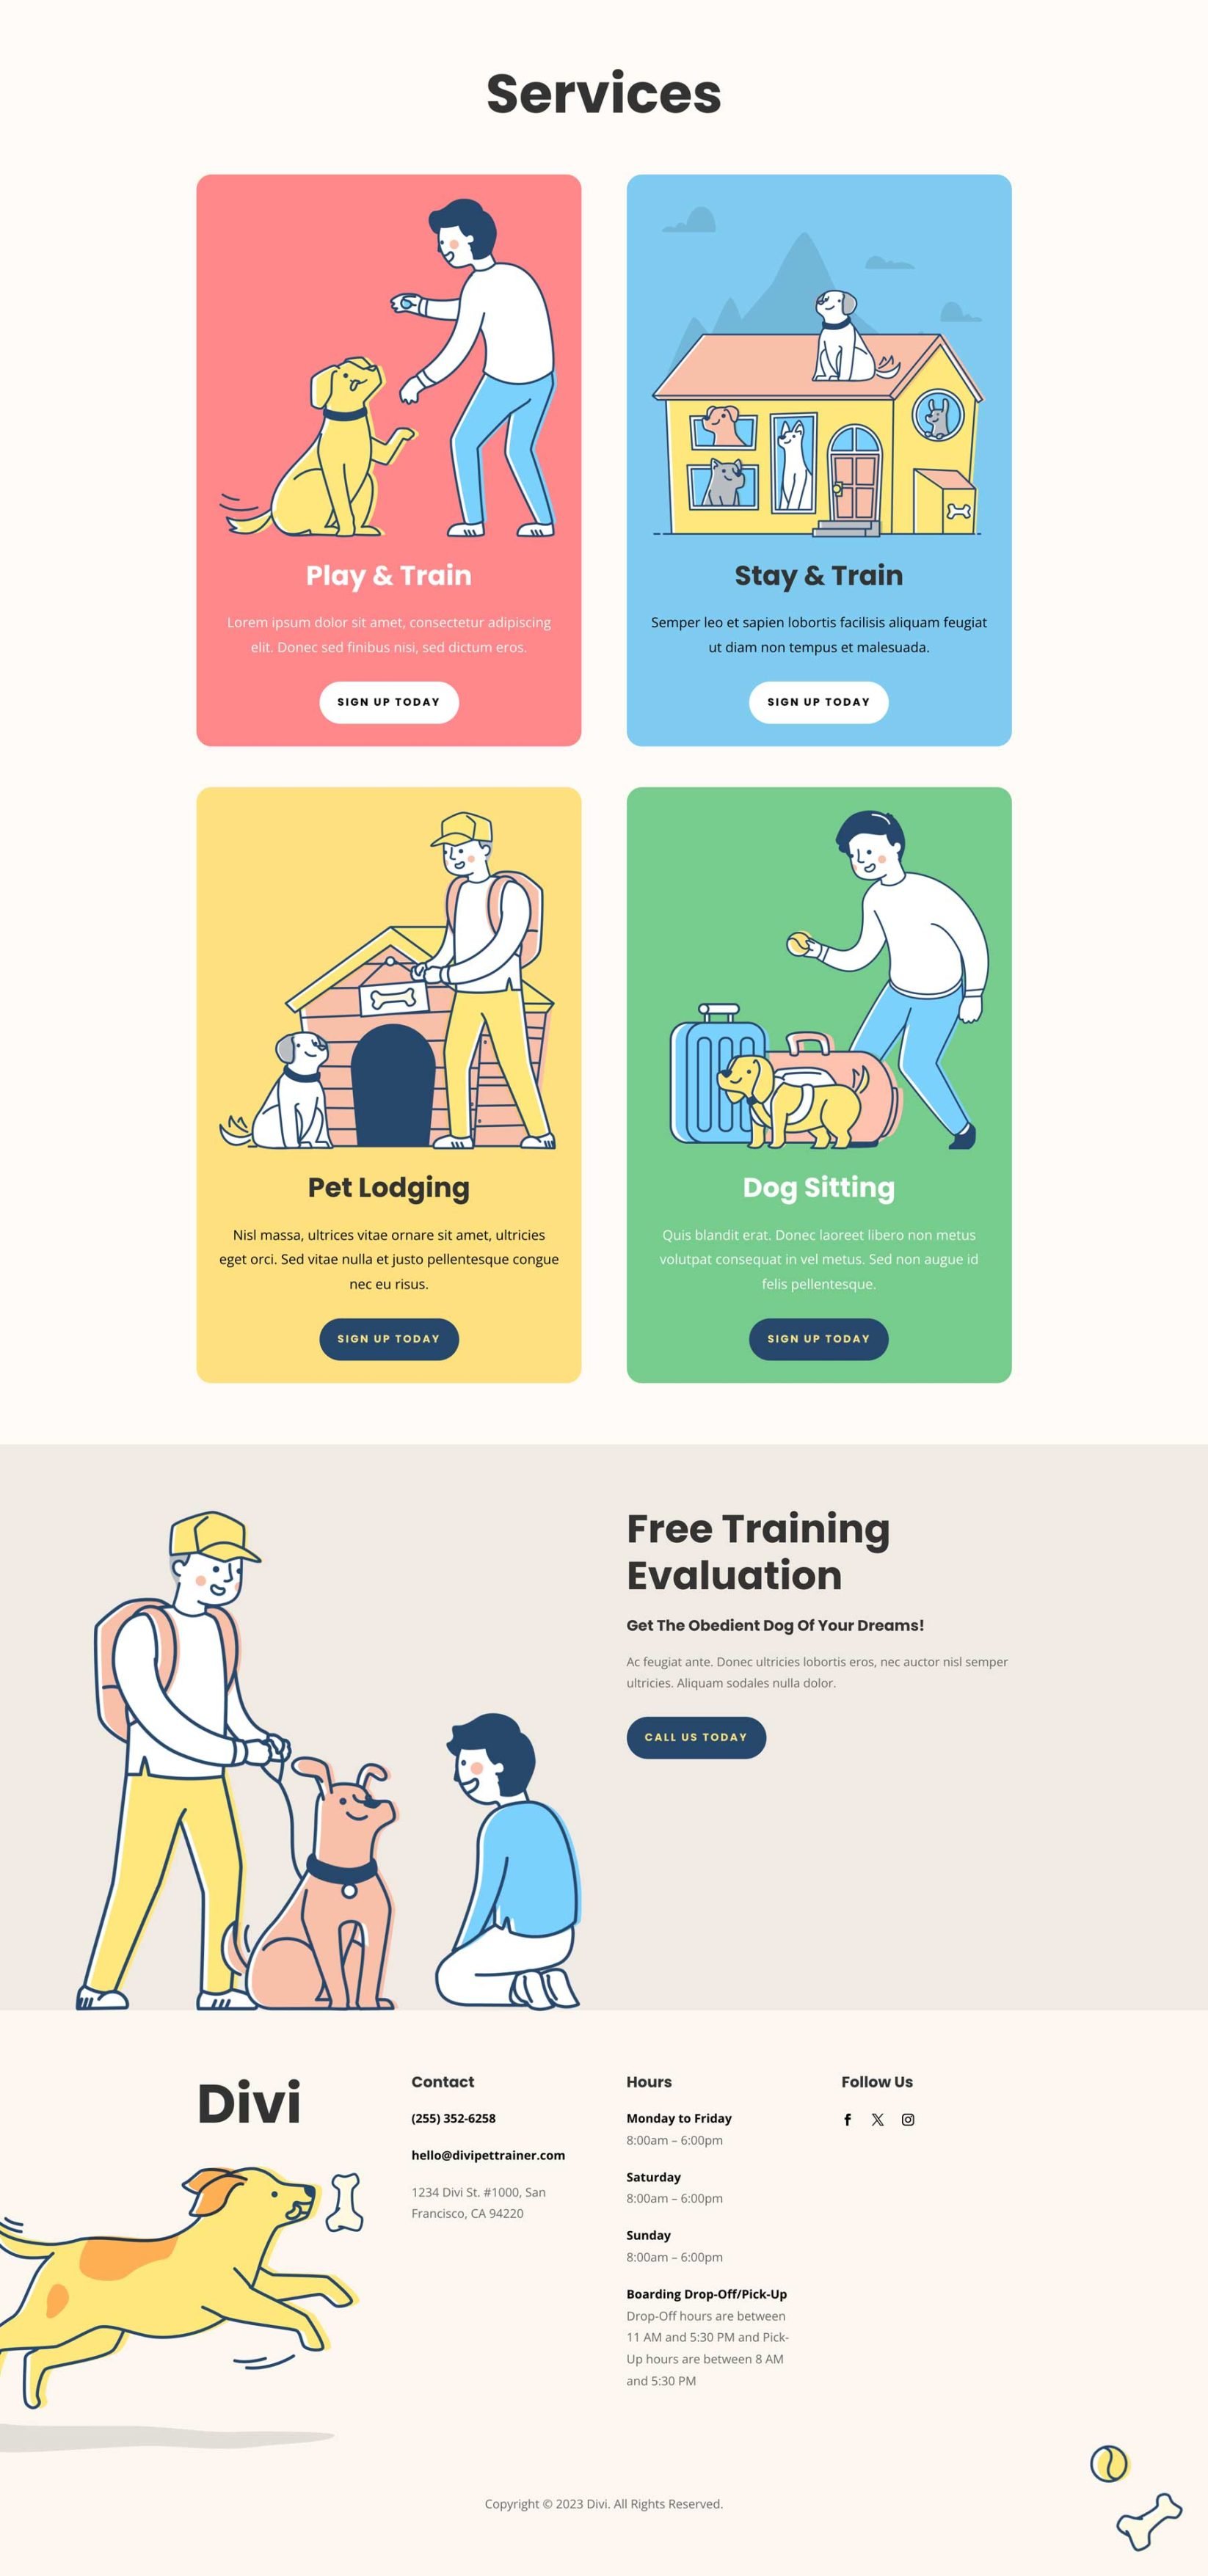 Services
Play & Train
Lorem ipsum dolor sit amet, consectetur adipiscing
elit. Donec sed finibus nisi, sed dictum eros.
SIGN UP TODAY
Stay & Train
Semper leo et sapien lobortis facilisis aliquam feugiat
ut diam non tempus et malesuada.
SIGN UP TODAY
Pet Lodging
Nisl massa, ultrices vitae ornare sit amet, ultricies
eget orci. Sed vitae nulla et justo pellentesque congue
nec eu risus.
SIGN UP TODAY
Dog Sitting
Quis blandit erat. Donec laoreet libero non metus
volutpat consequat in vel metus. Sed non augue id
felis pellentesque.
SIGN UP TODAY
Free Training
Evaluation
Get The Obedient Dog Of Your Dreams!
Ac feugiat ante. Donec ultricies lobortis eros, nec auctor nisl semper
ultricies. Aliquam sodales nulla dolor.
CALL US TODAY
Divi
Contact
(255) 352-6258
hello@divipettrainer.com
1234 Divi St. #1000, San
Francisco, CA 94220
Hours
Monday to Friday
8:00am – 6:00pm
Saturday
8:00am – 6:00pm
Sunday
8:00am – 6:00pm
Boarding Drop-Off/Pick-Up
Drop-Off hours are between
11 AM and 5:30 PM and Pick-
Up hours are between 8 AM
and 5:30 PM
Follow Us
Copyright © 2023 Divi. All Rights Reserved.